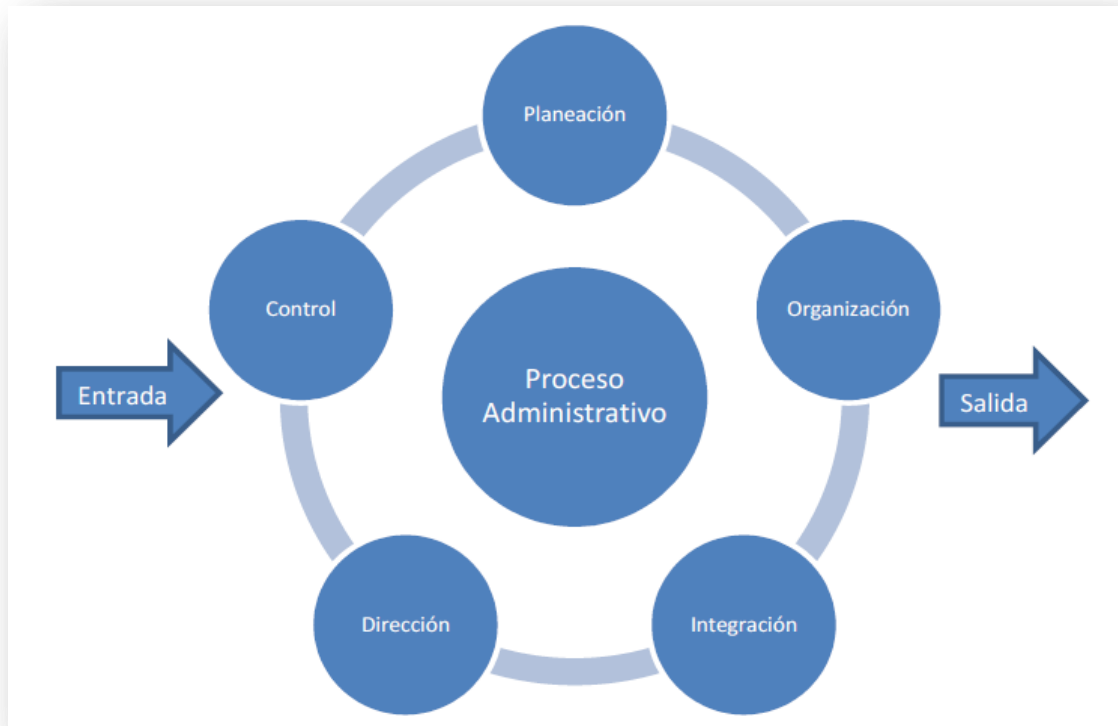 Planeación
Control
Organización
Proceso
Administrativo
Entrada
Salida
Dirección
Integración